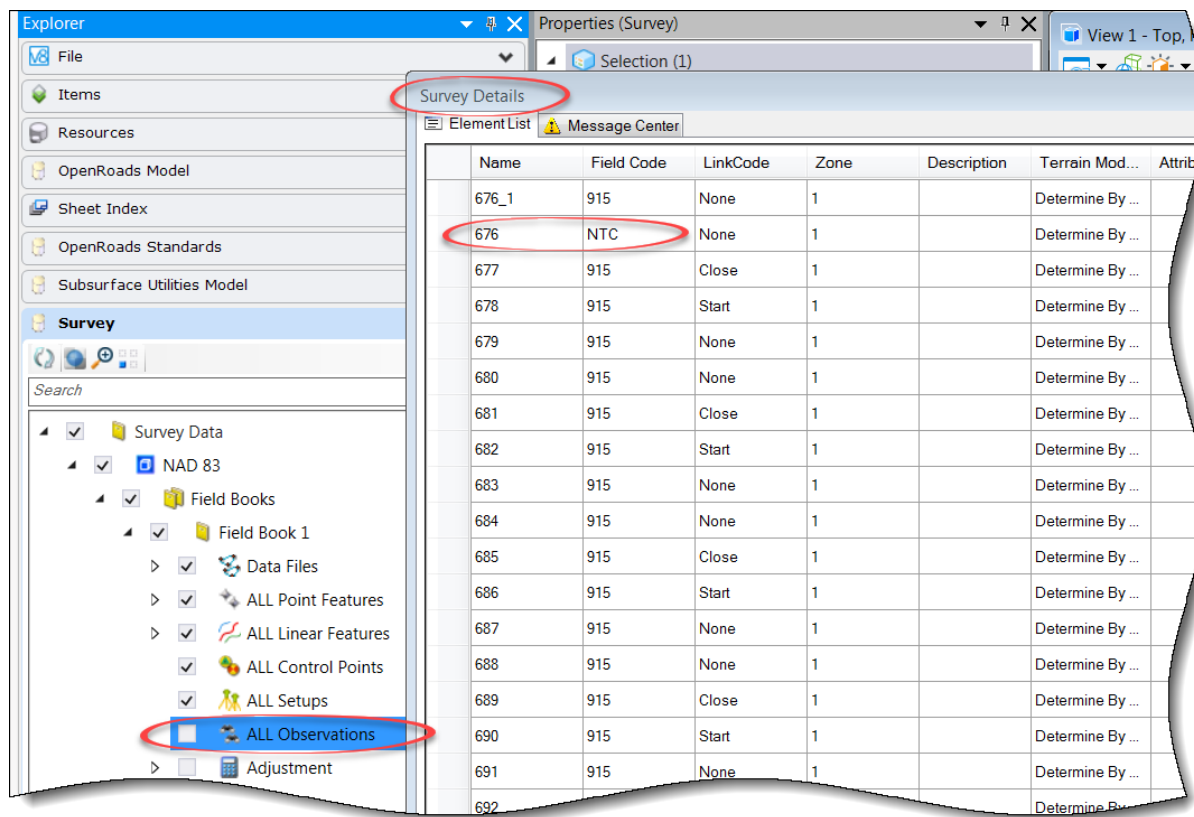 Explorer
File
Items
Resources
OpenRoads Model
Sheet Index
OpenRoads Standards
Subsurface Utilities Model
Survey
Search
Survey Data
NAD 83
Field Books
Field Book 1
Data Files
ALL Point Features
ALL Linear Features
ALL Control Points
ALL Setups
ALL Observations
Adjustment
Properties (Survey)
Selection (1)
View 1 - Top,
Survey Details
Element List Message Center
Name Field Code LinkCode Zone Description Terrain Mod... Attrib
676_1 915 None 1 Determine By ...
676 NTC None 1 Determine By ...
677 915 Close 1 Determine By ...
678 915 Start 1 Determine By ...
679 915 None 1 Determine By ...
680 915 None 1 Determine By ...
681 915 Close 1 Determine By ...
682 915 Start 1 Determine By ...
683 915 None 1 Determine By ...
684 915 None 1 Determine By ...
685 915 Close 1 Determine By ...
686 915 Start 1 Determine By ...
687 915 None 1 Determine By ...
688 915 None 1 Determine By ...
689 915 Close 1 Determine By ...
690 915 Start 1 Determine By ...
691 915 None 1 Determine By ...
692 Determine By